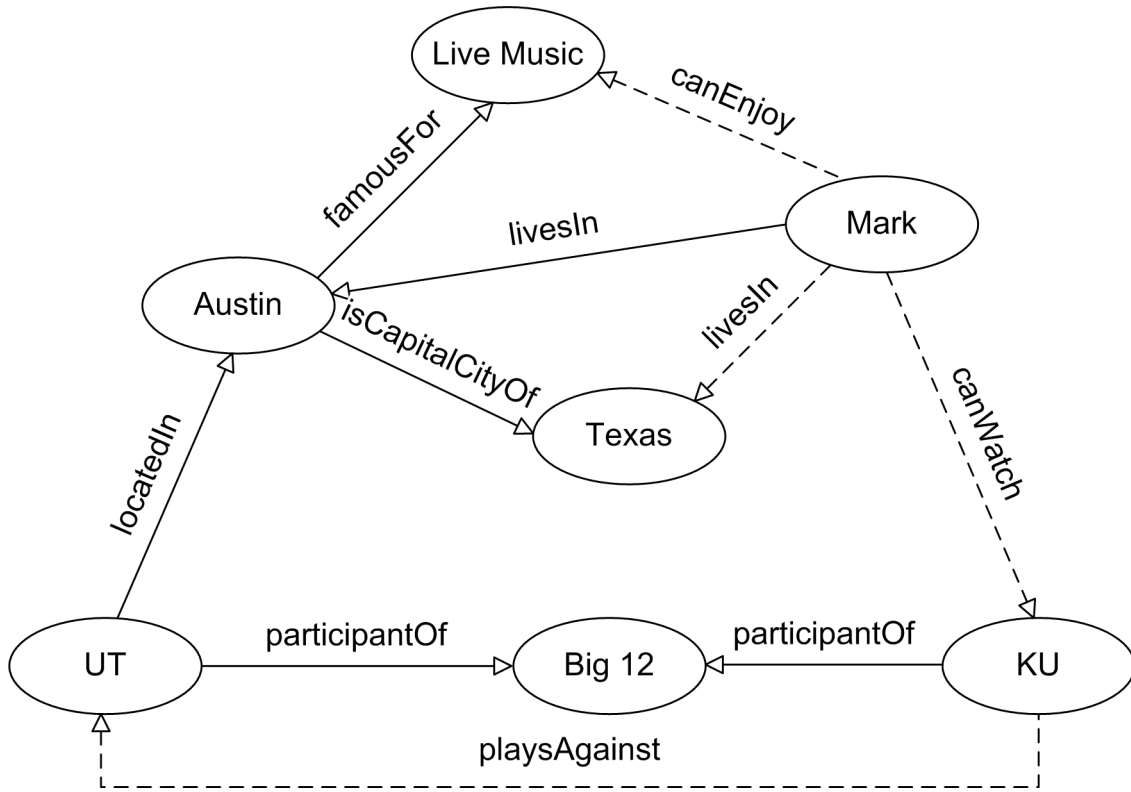 Live Music
canEnjoy
famousFor
Mark
livesIn
Austin
isCapitalCityOf
livesIn
Texas
canWatch
locatedIn
UT
participantOf
Big 12
participantOf
KU
playsAgainst